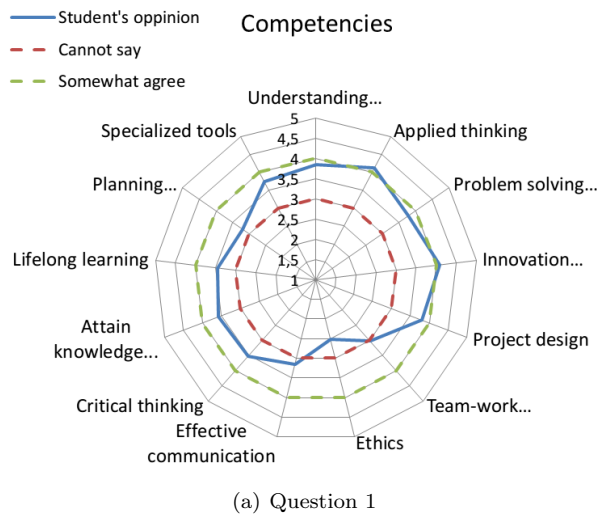 Student's oppinion
Competencies
Cannot say
Somewhat agree
Understanding...
5
Specialized tools
4,5
Applied thinking
4
3,5
Planning...
3
Problem solving...
2,5
2
Lifelong learning
1,5
Innovation...
1
Attain
knowledge...
Project design
Critical thinking
Team-work...
Effective
communication
Ethics
(a) Question 1